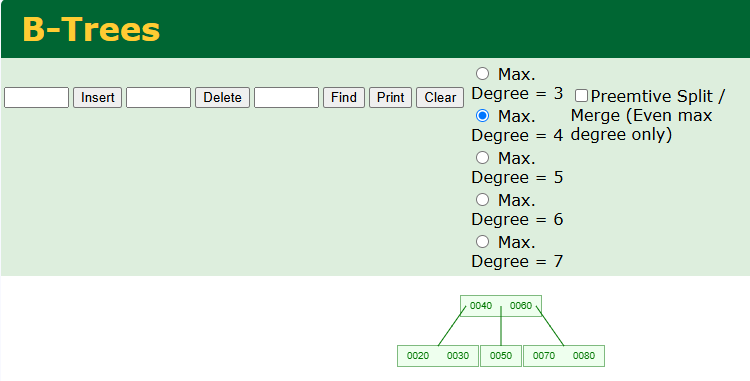 B-Trees
Insert Delete Find Print Clear
Max.
Degree = 3
Max.
Degree = 4
Max.
Degree = 5
Max.
Degree = 6
Max.
Degree = 7
Preemtive Split /
Merge (Even max
degree only)
0040 0060
0020 0030 0050 0070 0080